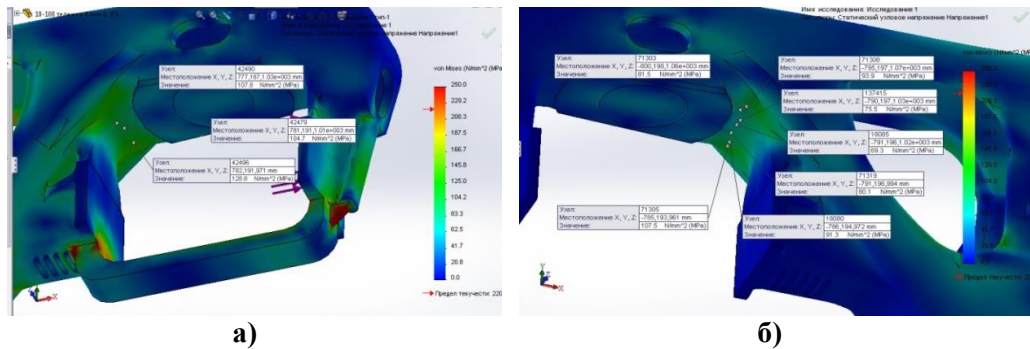 von Mises (N/mm^2 (MPa
250.0
229.2
208.3
187.5
166.7
145.8
125.0
104.2
83.3
62.5
41.7
20.8
0.0
Предел текучести: 220
Узел: 42490
Местоположение X, Y, Z: 777,187,1.03e+003 mm
Значение: 107.8 N/mm^2 (MPa)
Узел: 42479
Местоположение X, Y, Z: 781,191,1.01e+003 mm
Значение: 104.7 N/mm^2 (MPa)
Узел: 42496
Местоположение X, Y, Z: 782,191,971 mm
Значение: 128.8 N/mm^2 (MPa)
Y
X
а)
Имя исследования: Исследование 1
Статический узловое напряжение Напряжение1
von Mises
Узел: 71303
Местоположение X, Y, Z: -800,198,1.06e+003 mm
Значение: 81.5 N/mm^2 (MPa)
Узел: 71308
Местоположение X, Y, Z: -795,197,1.07e+003 mm
Значение: 93.9 N/mm^2 (MPa)
Узел: 137415
Местоположение X, Y, Z: -790,197,1.03e+003 mm
Значение: 75.5 N/mm^2 (MPa)
Узел: 18085
Местоположение X, Y, Z: -791,196,1.02e+003 mm
Значение: 69.3 N/mm^2 (MPa)
Узел: 71319
Местоположение X, Y, Z: -791,196,994 mm
Значение: 80.1 N/mm^2 (MPa)
Узел: 71305
Местоположение X, Y, Z: -785,193,961 mm
Значение: 107.5 N/mm^2 (MPa)
Узел: 18080
Местоположение X, Y, Z: -786,194,972 mm
Значение: 91.3 N/mm^2 (MPa)
Предел текучести
Y
X
б)